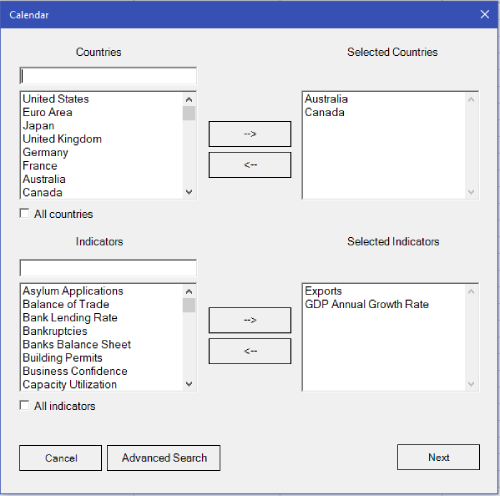 Calendar
Countries
Selected Countries
United States
Euro Area
Japan
United Kingdom
Germany
France
Australia
Canada
-->
<--
Australia
Canada
All countries
Indicators
Selected Indicators
Asylum Applications
Balance of Trade
Bank Lending Rate
Bankruptcies
Banks Balance Sheet
Building Permits
Business Confidence
Capacity Utilization
-->
<--
Exports
GDP Annual Growth Rate
All indicators
Cancel
Advanced Search
Next